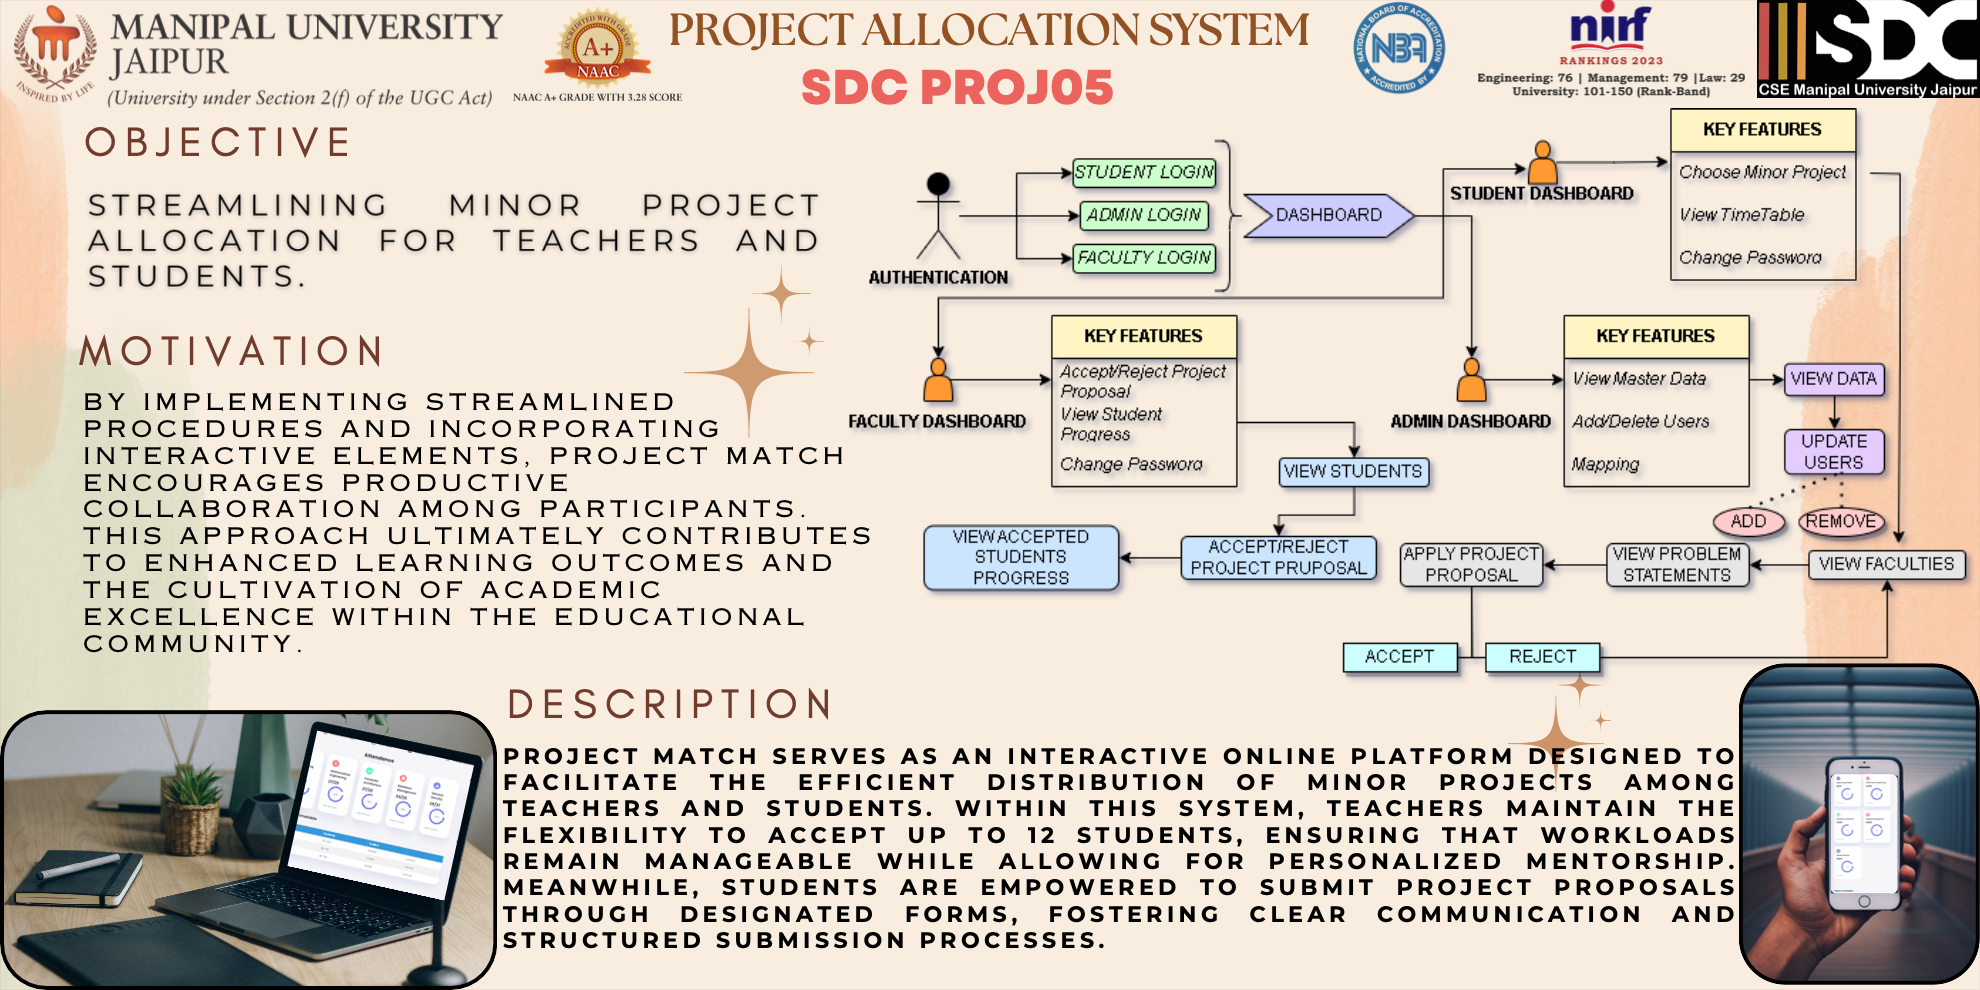 MANIPAL UNIVERSITY
JAIPUR
(University under Section 2(f) of the UGC Act)
INSPIRED BY LIFE
ACCREDITED WITH GRADE
A+
NAAC
NAAC A+ GRADE WITH 3.28 SCORE
PROJECT ALLOCATION SYSTEM
SDC PROJ05
NATIONAL BOARD OF ACCREDITATION
NBA
ACCREDITED BY
nirf
RANKINGS 2023
Engineering: 76 | Management: 79 |Law: 29
University: 101-150 (Rank-Band)
SDC
CSE Manipal University Jaipur
OBJECTIVE
STREAMLINING MINOR PROJECT
ALLOCATION FOR TEACHERS AND
STUDENTS.
MOTIVATION
BY IMPLEMENTING STREAMLINED
PROCEDURES AND INCORPORATING
INTERACTIVE ELEMENTS, PROJECT MATCH
ENCOURAGES PRODUCTIVE
COLLABORATION AMONG PARTICIPANTS.
THIS APPROACH ULTIMATELY CONTRIBUTES
TO ENHANCED LEARNING OUTCOMES AND
THE CULTIVATION OF ACADEMIC
EXCELLENCE WITHIN THE EDUCATIONAL
COMMUNITY.
AUTHENTICATION
STUDENT LOGIN
ADMIN LOGIN
FACULTY LOGIN
DASHBOARD
STUDENT DASHBOARD
KEY FEATURES
Choose Minor Project
View TimeTable
Change Password
FACULTY DASHBOARD
KEY FEATURES
Accept/Reject Project
Proposal
View Student
Progress
Change Password
ADMIN DASHBOARD
KEY FEATURES
View Master Data
Add/Delete Users
Mapping
VIEW DATA
UPDATE
USERS
ADD
REMOVE
VIEW STUDENTS
ACCEPT/REJECT
PROJECT PRUPOSAL
VIEW ACCEPTED
STUDENTS
PROGRESS
VIEW FACULTIES
VIEW PROBLEM
STATEMENTS
APPLY PROJECT
PROPOSAL
ACCEPT
REJECT
DESCRIPTION
PROJECT MATCH SERVES AS AN INTERACTIVE ONLINE PLATFORM DESIGNED TO
FACILITATE THE EFFICIENT DISTRIBUTION OF MINOR PROJECTS AMONG
TEACHERS AND STUDENTS. WITHIN THIS SYSTEM, TEACHERS MAINTAIN THE
FLEXIBILITY TO ACCEPT UP TO 12 STUDENTS, ENSURING THAT WORKLOADS
REMAIN MANAGEABLE WHILE ALLOWING FOR PERSONALIZED MENTORSHIP.
MEANWHILE, STUDENTS ARE EMPOWERED TO SUBMIT PROJECT PROPOSALS
THROUGH DESIGNATED FORMS, FOSTERING CLEAR COMMUNICATION AND
STRUCTURED SUBMISSION PROCESSES.
Attendance